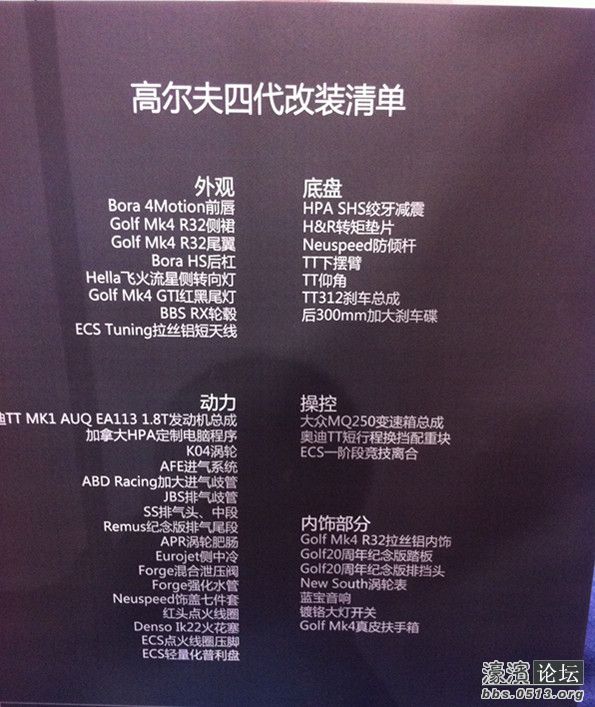 高尔夫四代改装清单
外观
Bora 4Motion前唇
Golf Mk4 R32侧裙
Golf Mk4 R32尾翼
Bora HS后杠
Hella飞火流星侧转向灯
Golf Mk4 GTI红黑尾灯
BBS RX轮毂
ECS Tuning拉丝铝短天线
底盘
HPA SHS绞牙减震
H&R转矩垫片
Neuspeed防倾杆
TT下摆臂
TT仰角
TT312刹车总成
后300mm加大刹车碟
动力
迪TT MK1 AUQ EA113 1.8T发动机总成
加拿大HPA定制电脑程序
K04涡轮
AFE进气系统
ABD Racing加大进气歧管
JBS排气歧管
SS排气头、中段
Remus纪念版排气尾段
APR涡轮肥肠
Eurojet侧中冷
Forge混合泄压阀
Forge强化水管
Neuspeed饰盖七件套
红头点火线圈
Denso Ik22火花塞
ECS点火线圈压脚
ECS轻量化普利盘
操控
大众MQ250变速箱总成
奥迪TT短行程换挡配重块
ECS一阶段竞技离合
内饰部分
Golf Mk4 R32拉丝铝内饰
Golf20周年纪念版踏板
Golf20周年纪念版排挡头
New South涡轮表
蓝宝音响
镀铬大灯开关
Golf Mk4真皮扶手箱
濠滨论坛
bbs.0513.org